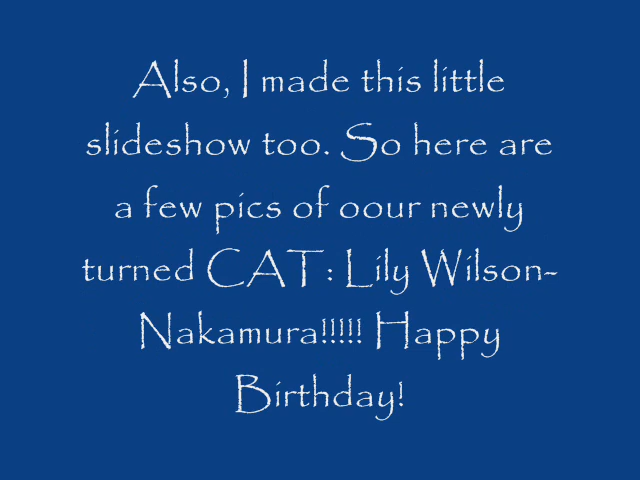 Also, I made this little
slideshow too. So here are
a few pics of oour newly
turned CAT: Lily Wilson-
Nakamura!!!!! Happy
Birthday!